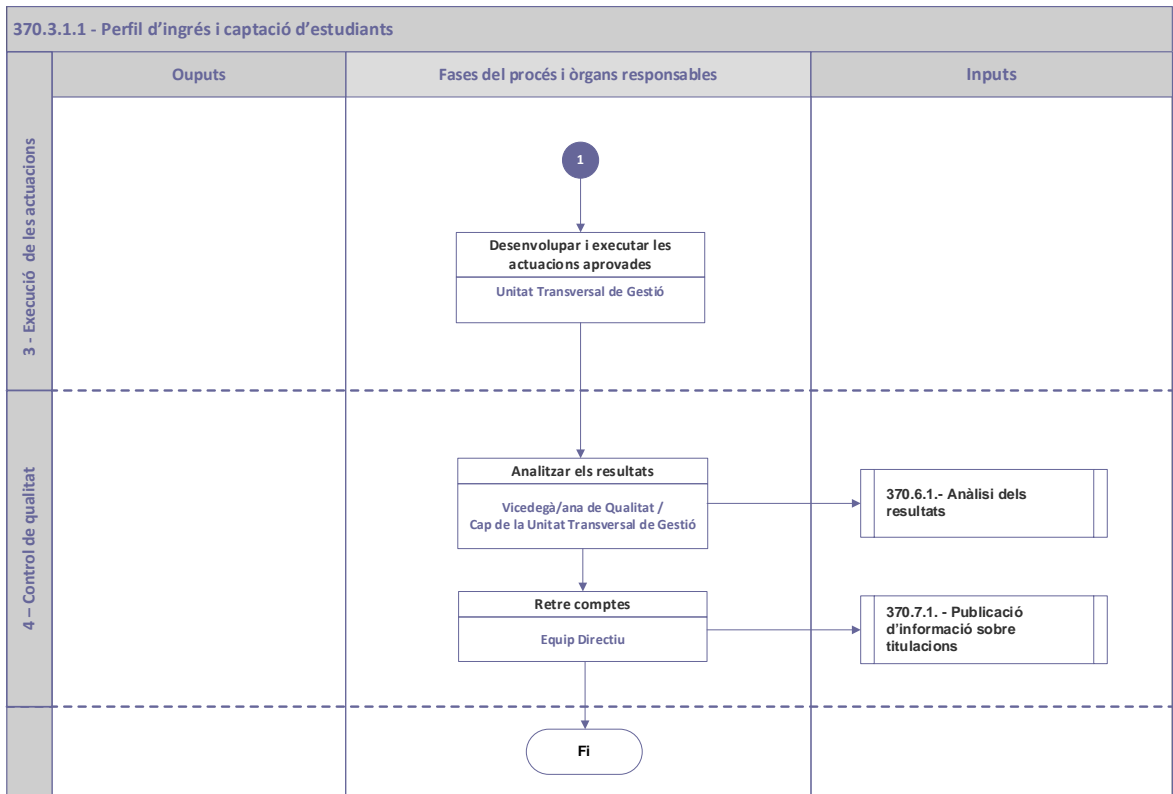 370.3.1.1 - Perfil d’ingrés i captació d’estudiants
Ouputs
Fases del procés i òrgans responsables
Inputs
3 - Execució de les actuacions
1
Desenvolupar i executar les
actuacions aprovades
Unitat Transversal de Gestió
4 – Control de qualitat
Analitzar els resultats
Vicedegà/ana de Qualitat /
Cap de la Unitat Transversal de Gestió
370.6.1.- Anàlisi dels
resultats
Retre comptes
Equip Directiu
370.7.1. - Publicació
d’informació sobre
titulacions
Fi